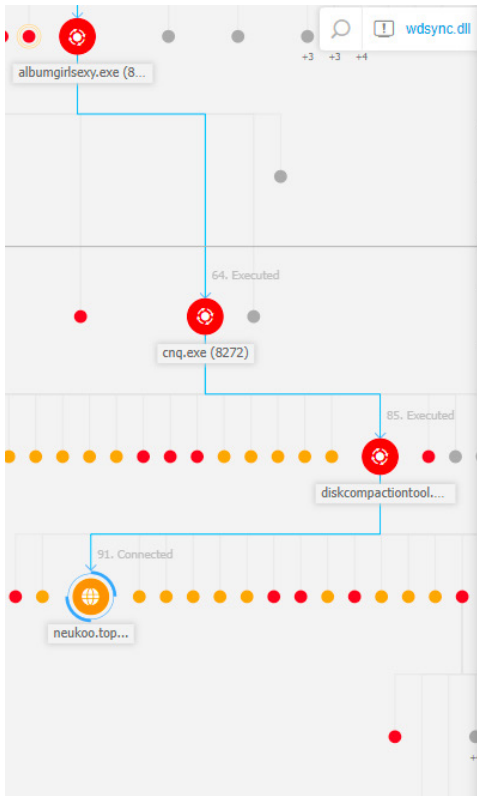 wdsync.dll
+3 +3 +4
albumgirlsexy.exe (8...
64. Executed
cnq.exe (8272)
85. Executed
diskcompactiontool....
91. Connected
neukoo.top...